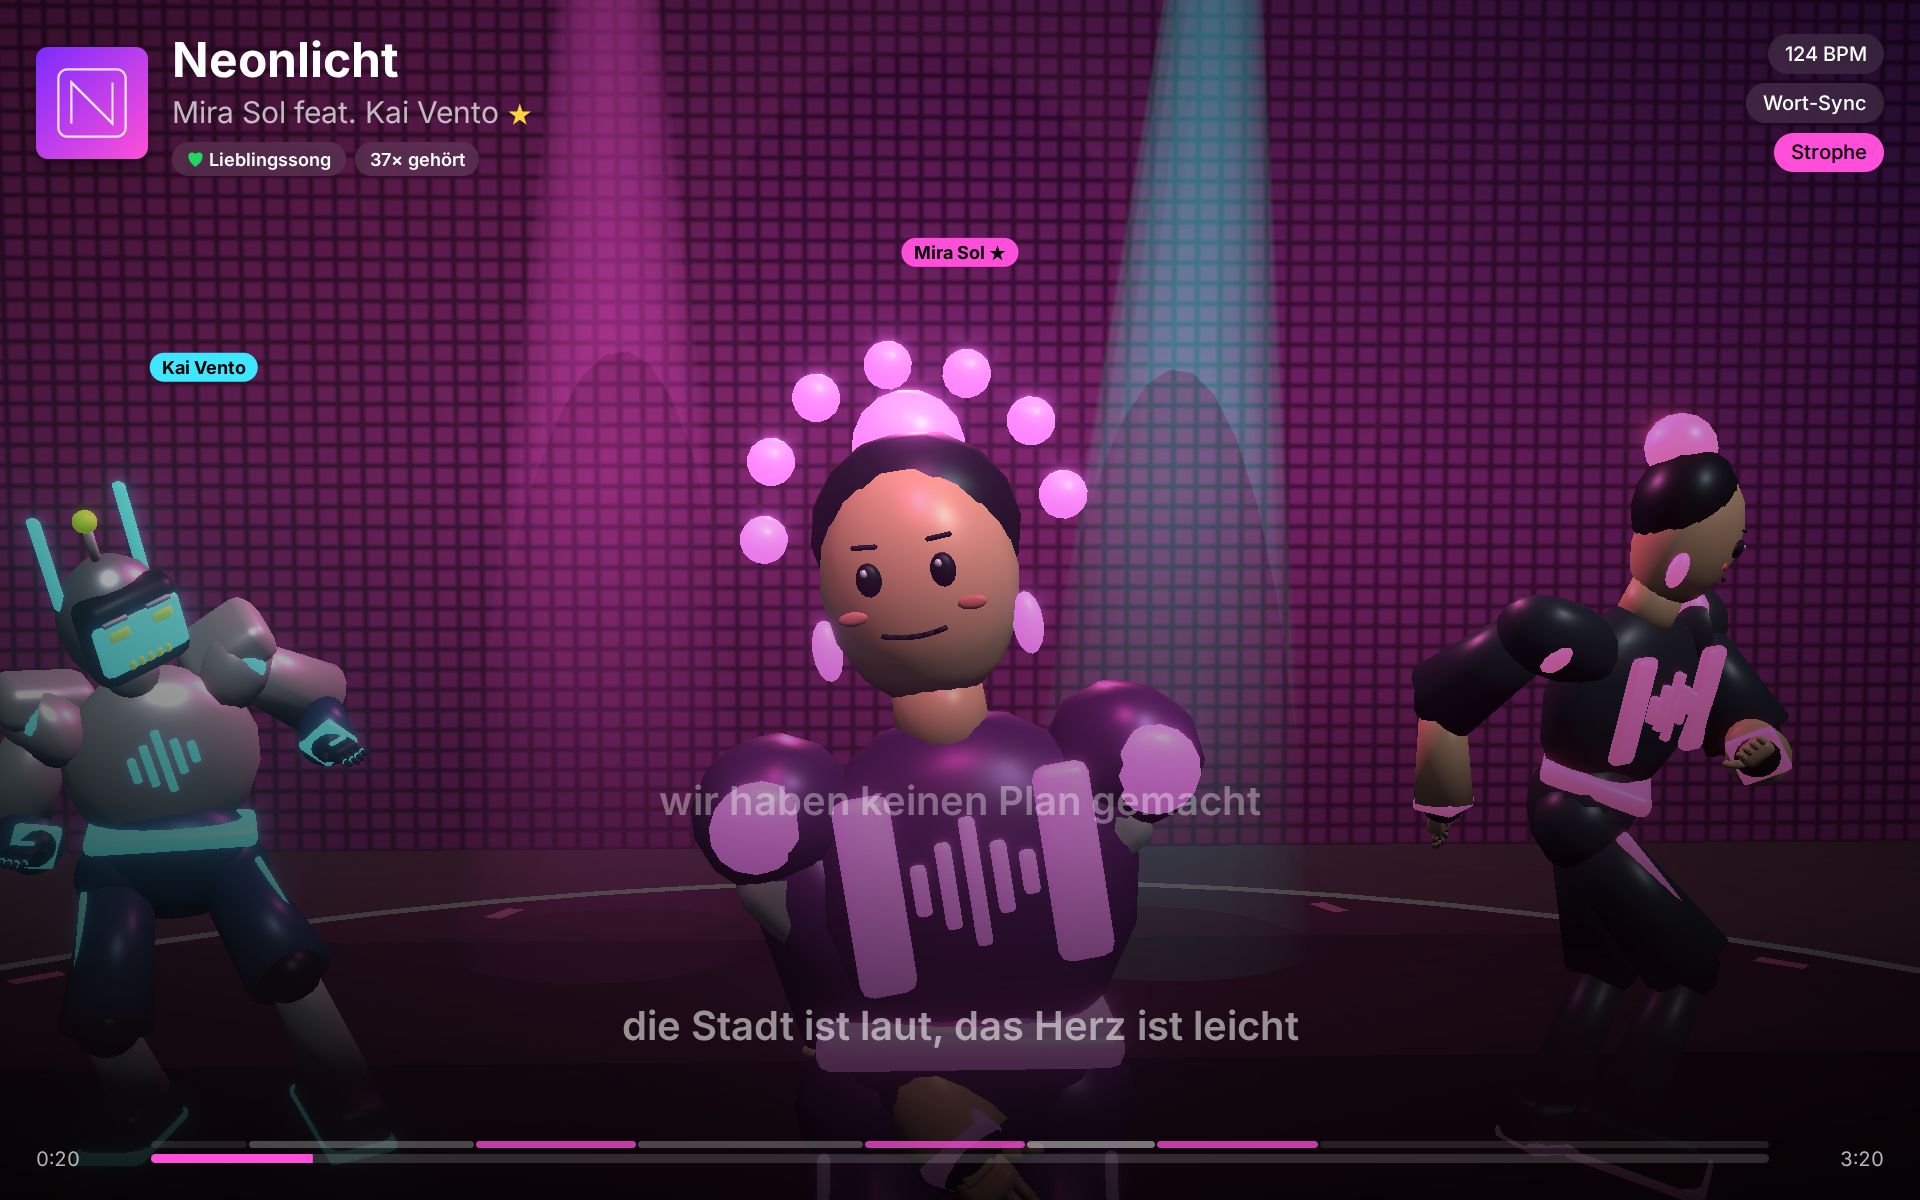 N
Neonlicht
Mira Sol feat. Kai Vento ★
Lieblingssong
37× gehört
124 BPM
Wort-Sync
Strophe
Mira Sol ★
Kai Vento
wir haben keinen Plan gemacht
die Stadt ist laut, das Herz ist leicht
0:20
3:20